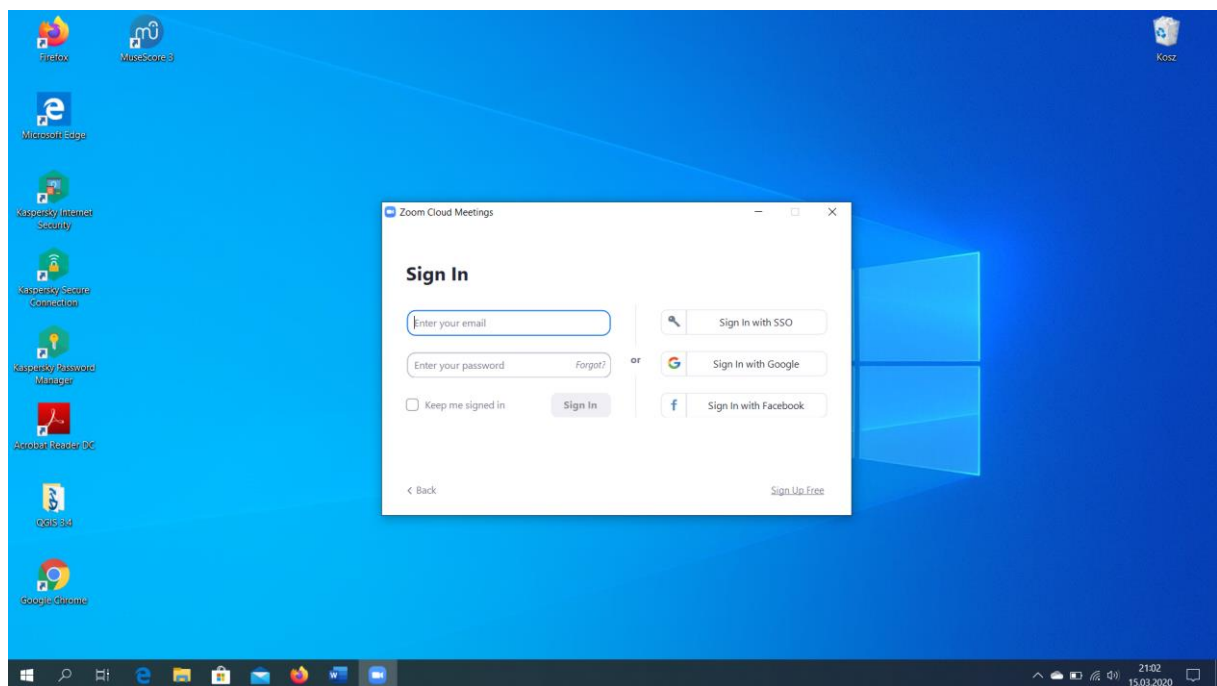 Firefox
MuseScore 3
Kosz
Microsoft Edge
Kaspersky Internet
Security
Kaspersky Secure
Connection
Kaspersky Password
Manager
Acrobat Reader DC
QGIS 3.4
Google Chrome
Zoom Cloud Meetings
Sign In
Enter your email
Enter your password
Forgot?
Keep me signed in
Sign In
or
Sign In with SSO
Sign In with Google
Sign In with Facebook
< Back
Sign Up Free
21:02
15.03.2020